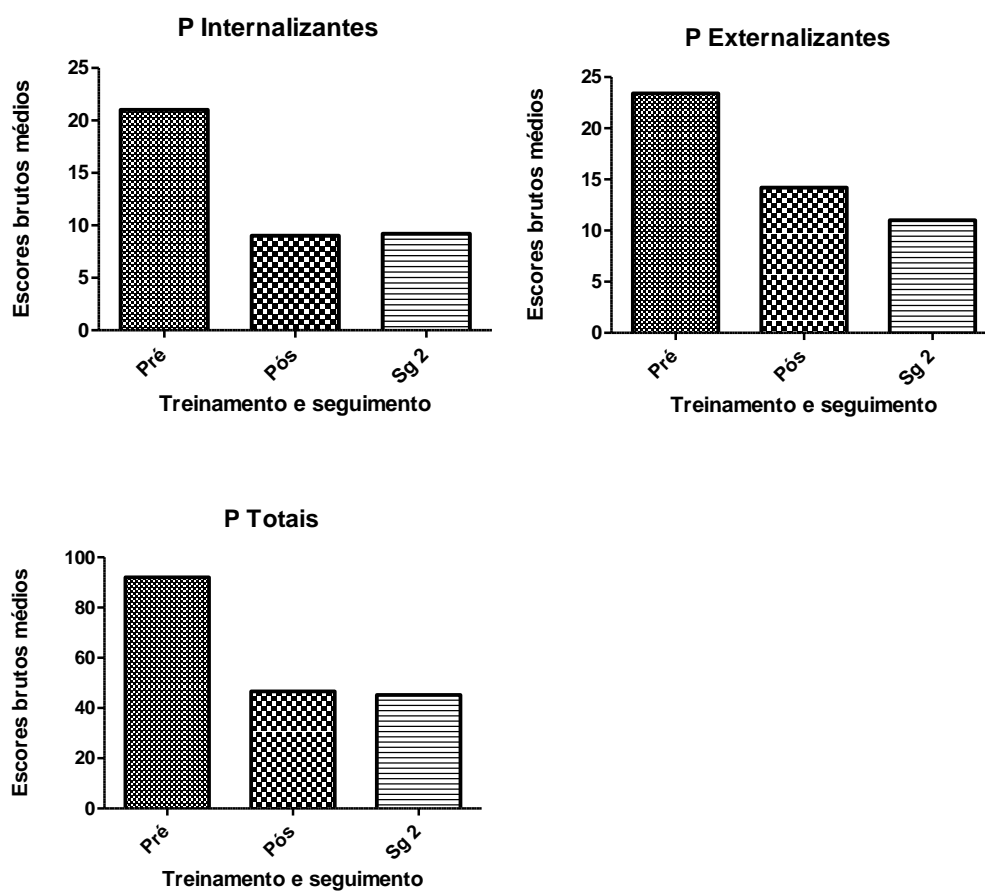 P Internalizantes
Escores brutos médios
25
20
15
10
5
0
Pré
Pós
Sg 2
Treinamento e seguimento
P Externalizantes
Escores brutos médios
25
20
15
10
5
0
Pré
Pós
Sg 2
Treinamento e seguimento
P Totais
Escores brutos médios
100
80
60
40
20
0
Pré
Pós
Sg 2
Treinamento e seguimento